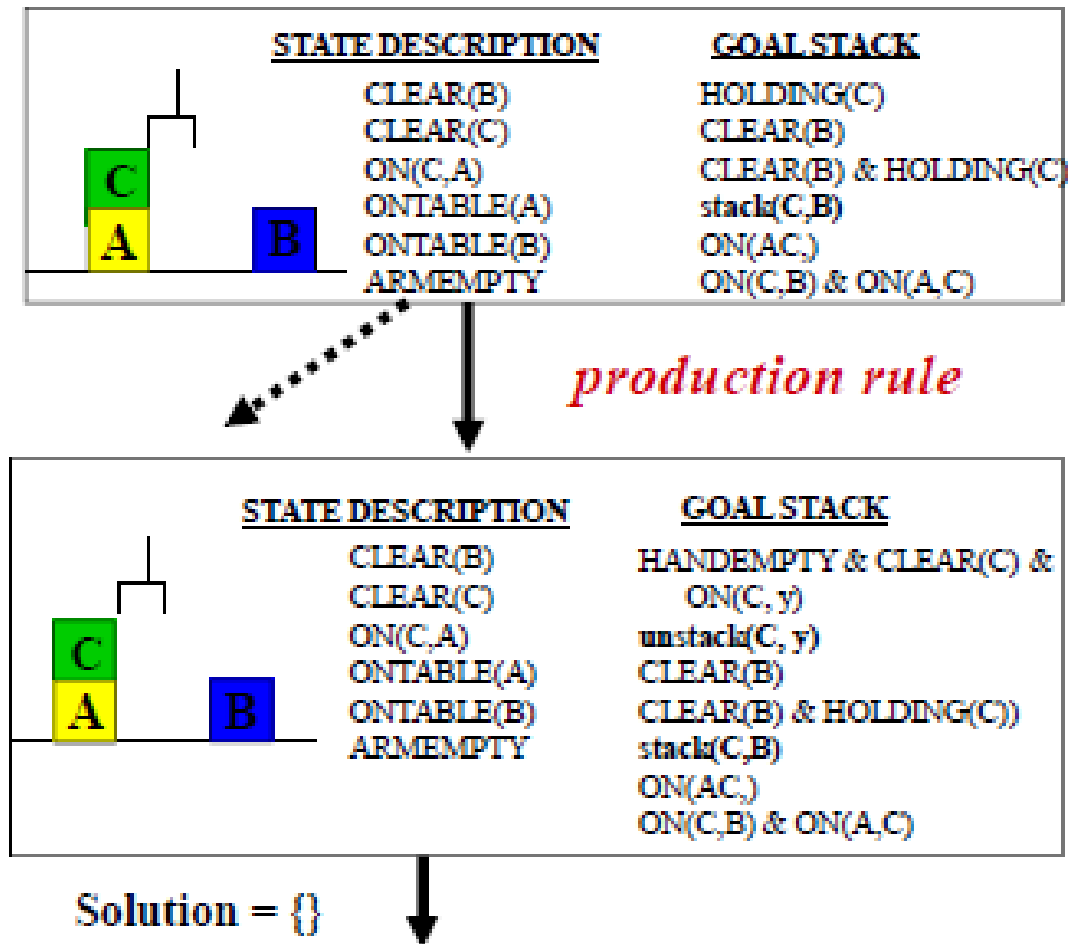 STATE DESCRIPTION GOAL STACK
CLEAR(B) HOLDING(C)
CLEAR(C) CLEAR(B)
ON(C,A) CLEAR(B) & HOLDING(C)
ONTABLE(A) stack(C,B)
ONTABLE(B) ON(AC,)
ARMEMPTY ON(C,B) & ON(A,C)
C
A B
production rule
STATE DESCRIPTION GOAL STACK
CLEAR(B) HANDEMPTY & CLEAR(C) &
CLEAR(C) ON(C, y)
ON(C,A) unstack(C, y)
ONTABLE(A) CLEAR(B)
ONTABLE(B) CLEAR(B) & HOLDING(C))
ARMEMPTY stack(C,B)
ON(AC,)
ON(C,B) & ON(A,C)
C
A B
Solution = {}